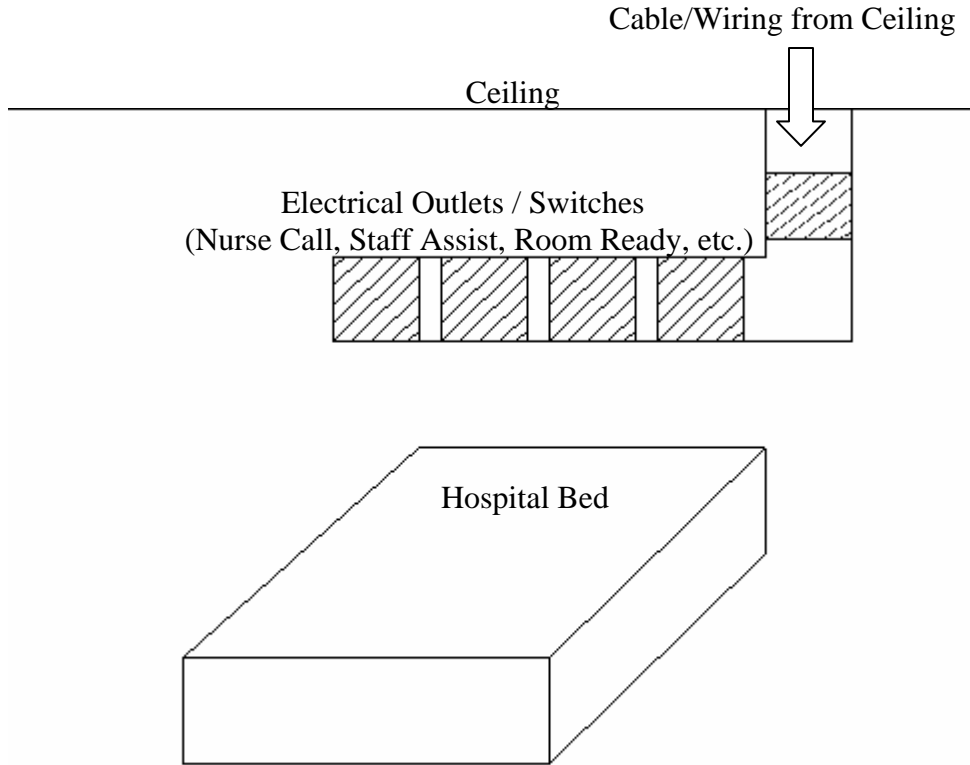 Cable/Wiring from Ceiling
Ceiling
Electrical Outlets / Switches
(Nurse Call, Staff Assist, Room Ready, etc.)
Hospital Bed